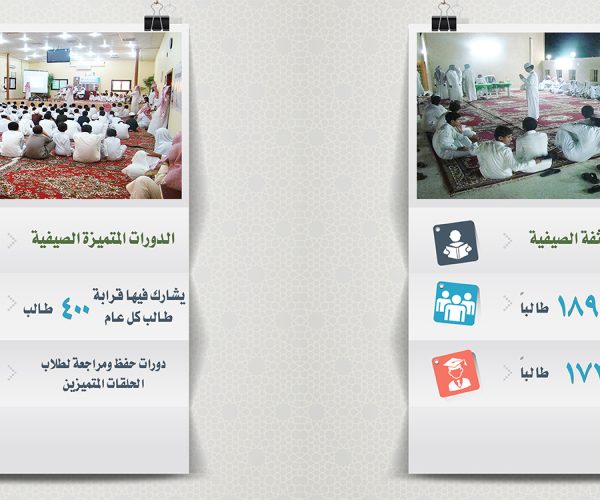 الصيفية
طالباً
طالباً
الدورات المتميزة الصيفية
يشارك فيها قرابة
طالب كل عام
٤٠٠ طالب
دورات حفظ ومراجعة لطلاب
الحلقات المتميزين